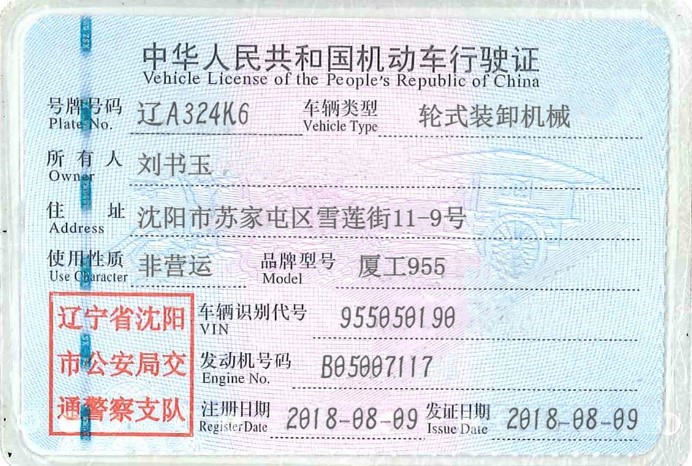 中华人民共和国机动车行驶证
Vehicle License of the People's Republic of China
号牌号码 辽A324K6 车辆类型 轮式装卸机械
Plate No. Vehicle Type
所有人 刘书玉
Owner
住址 沈阳市苏家屯区雪莲街11-9号
Address
使用性质 非营运 品牌型号 厦工955
Use Character Model
辽宁省沈阳
市公安局交
通警察支队
车辆识别代号 955050190
VIN
发动机号码 B05007117
Engine No.
注册日期 2018-08-09 发证日期 2018-08-09
Register Date Issue Date